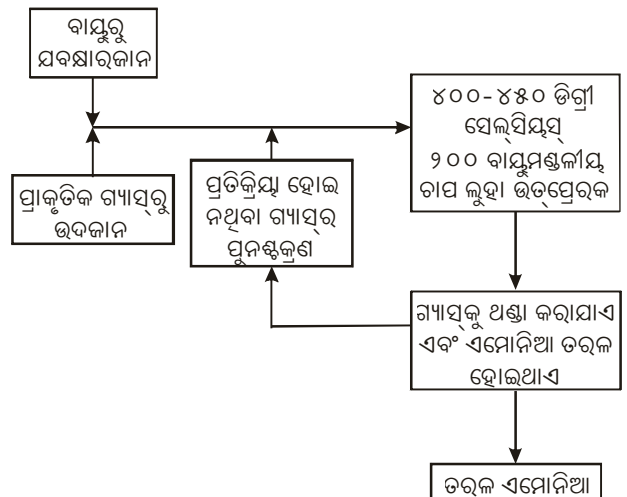 ବାୟୁରୁ
ଯବକ୍ଷାରଜାନ
୪୦୦-୪୫୦ ଡିଗ୍ରୀ
ସେଲ୍‌ସିୟସ୍
୨୦୦ ବାୟୁମଣ୍ଡଳୀୟ
ଚାପ ଲୁହା ଉତ୍‌ପ୍ରେରକ
ପ୍ରାକୃତିକ ଗ୍ୟାସ୍‌ରୁ
ଉଦଜାନ
ପ୍ରତିକ୍ରିୟା ହୋଇ
ନଥିବା ଗ୍ୟାସ୍‌ର
ପୁନଶ୍ଚକ୍ରଣ
ଗ୍ୟାସ୍‌କୁ ଥଣ୍ଡା କରାଯାଏ
ଏବଂ ଏମୋନିଆ ତରଳ
ହୋଇଥାଏ
ତରଳ ଏମୋନିଆ